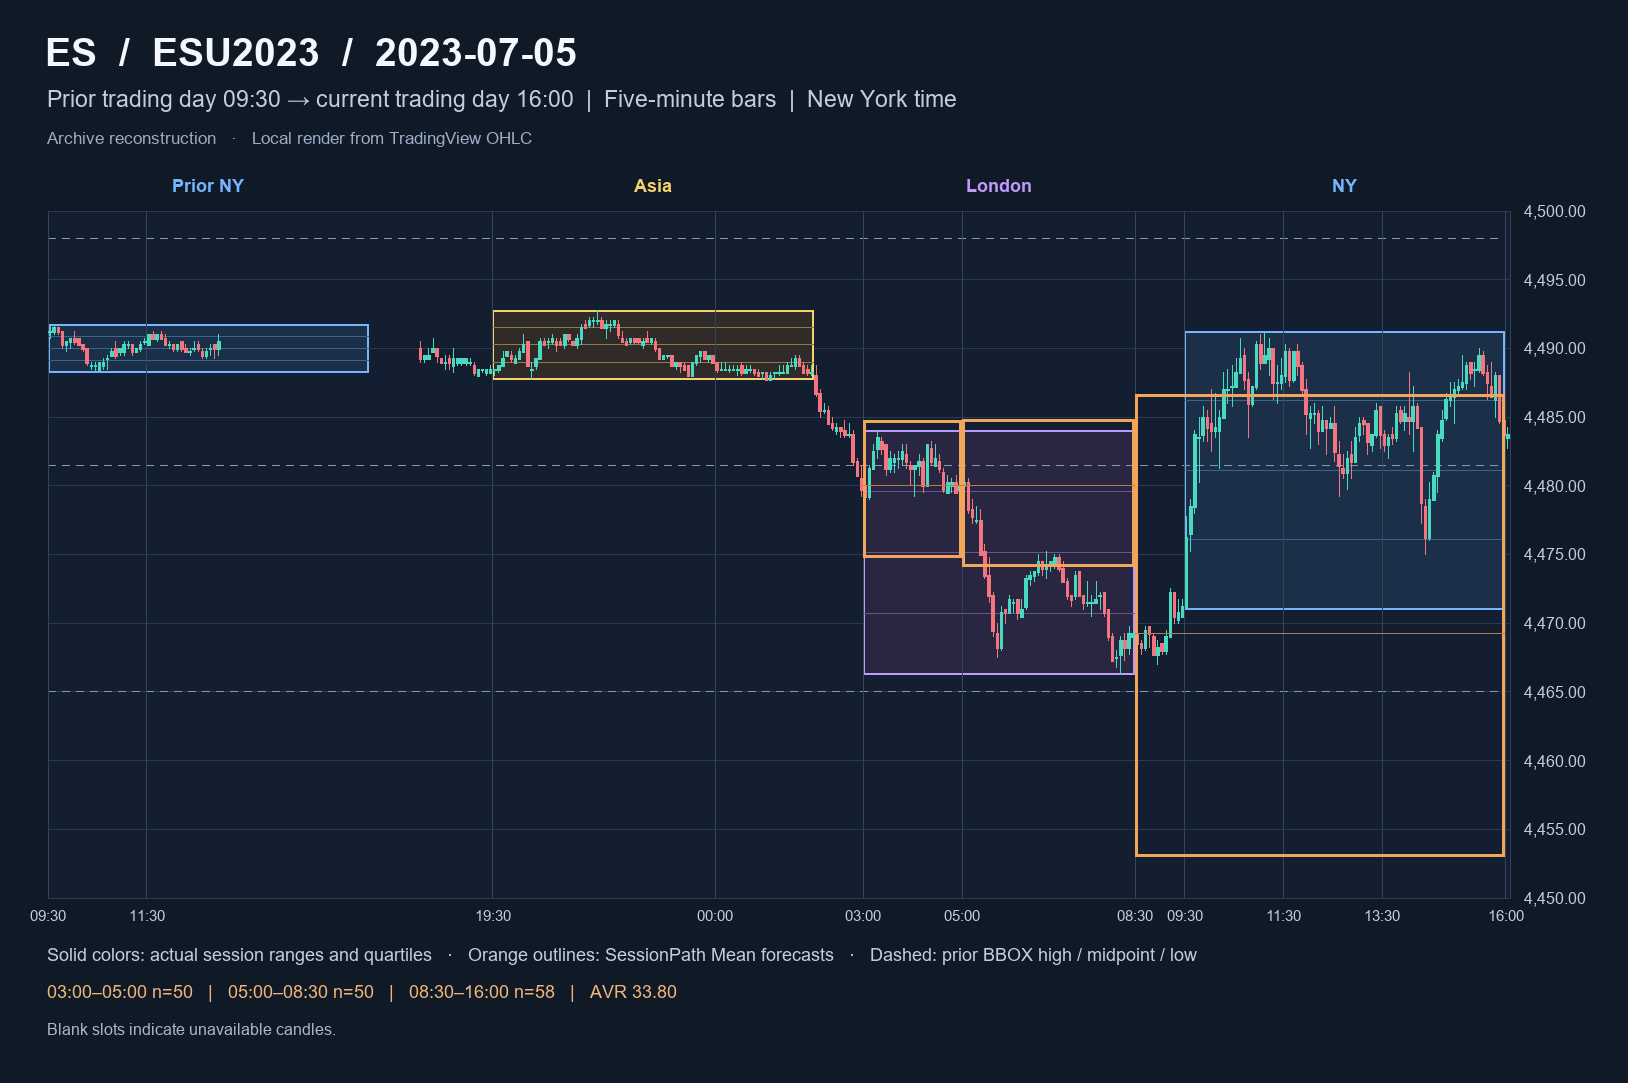 ES / ESU2023 / 2023-07-05
Prior trading day 09:30 → current trading day 16:00 | Five-minute bars | New York time
Archive reconstruction · Local render from TradingView OHLC
Prior NY Asia London NY
4,500.00
4,495.00
4,490.00
4,485.00
4,480.00
4,475.00
4,470.00
4,465.00
4,460.00
4,455.00
4,450.00
09:30 11:30 19:30 00:00 03:00 05:00 08:30 09:30 11:30 13:30 16:00
Solid colors: actual session ranges and quartiles · Orange outlines: SessionPath Mean forecasts · Dashed: prior BBOX high / midpoint / low
03:00–05:00 n=50 | 05:00–08:30 n=50 | 08:30–16:00 n=58 | AVR 33.80
Blank slots indicate unavailable candles.